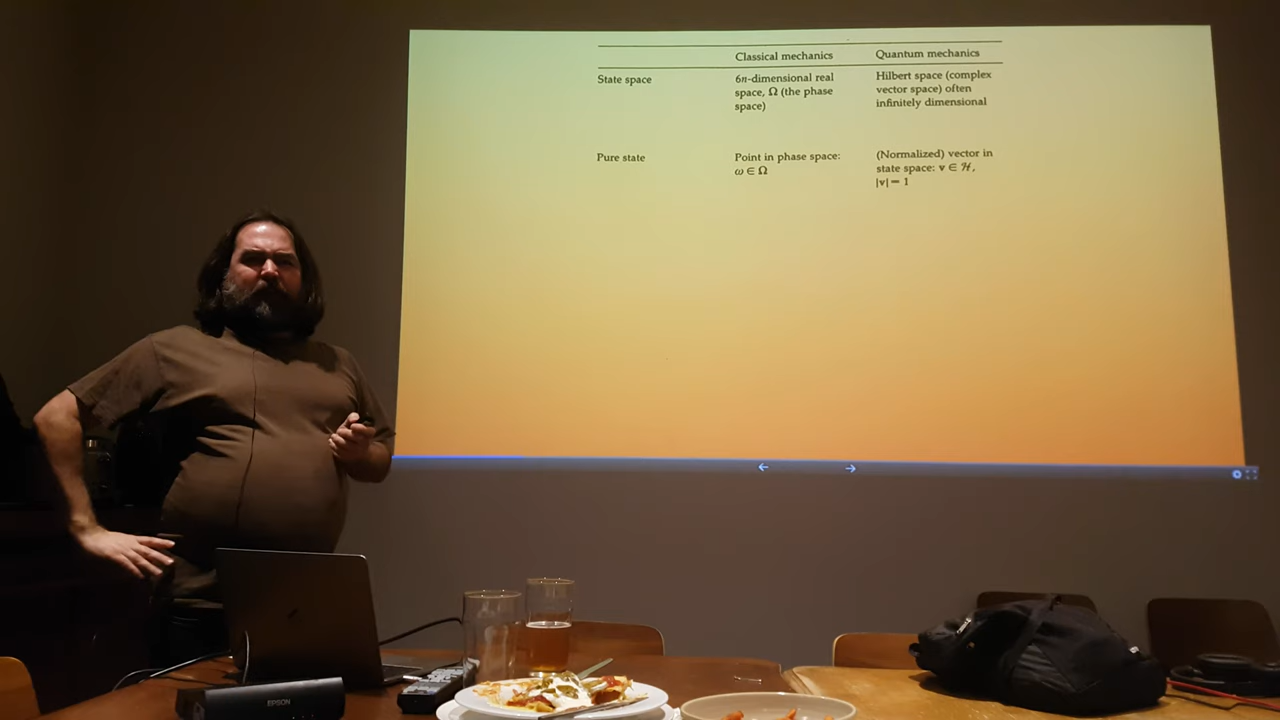 Classical mechanics Quantum mechanics
State space 6n-dimensional real Hilbert space (complex
space, Ω (the phase vector space) often
space) infinitely dimensional
Pure state Point in phase space: (Normalized) vector in
ω ∈ Ω state space: v ∈ ℋ,
|v| = 1
EPSON